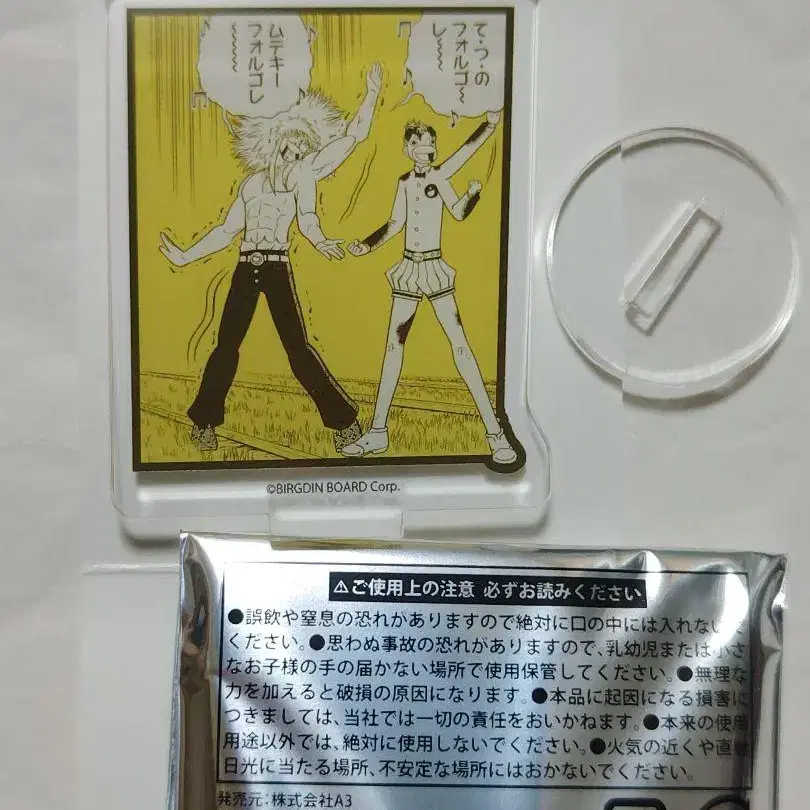 て・つ・の
フォルゴ〜
レ〜〜
ムテキー
フォルゴレ
〜〜〜〜
©BIRGDIN BOARD Corp.
⚠ご使用上の注意 必ずお読みください
●誤飲や窒息の恐れがありますので絶対に口の中には入れないで
ください。●思わぬ事故の恐れがありますので、乳幼児または小さ
なお子様の手の届かない場所で使用保管してください。●無理な
力を加えると破損の原因になります。●本品に起因になる損害に
つきましては、当社では一切の責任をおいかねます。●本来の使用
用途以外では、絶対に使用しないでください。●火気の近くや直射
日光に当たる場所、不安定な場所にはおかないでください。
発売元：株式会社A3